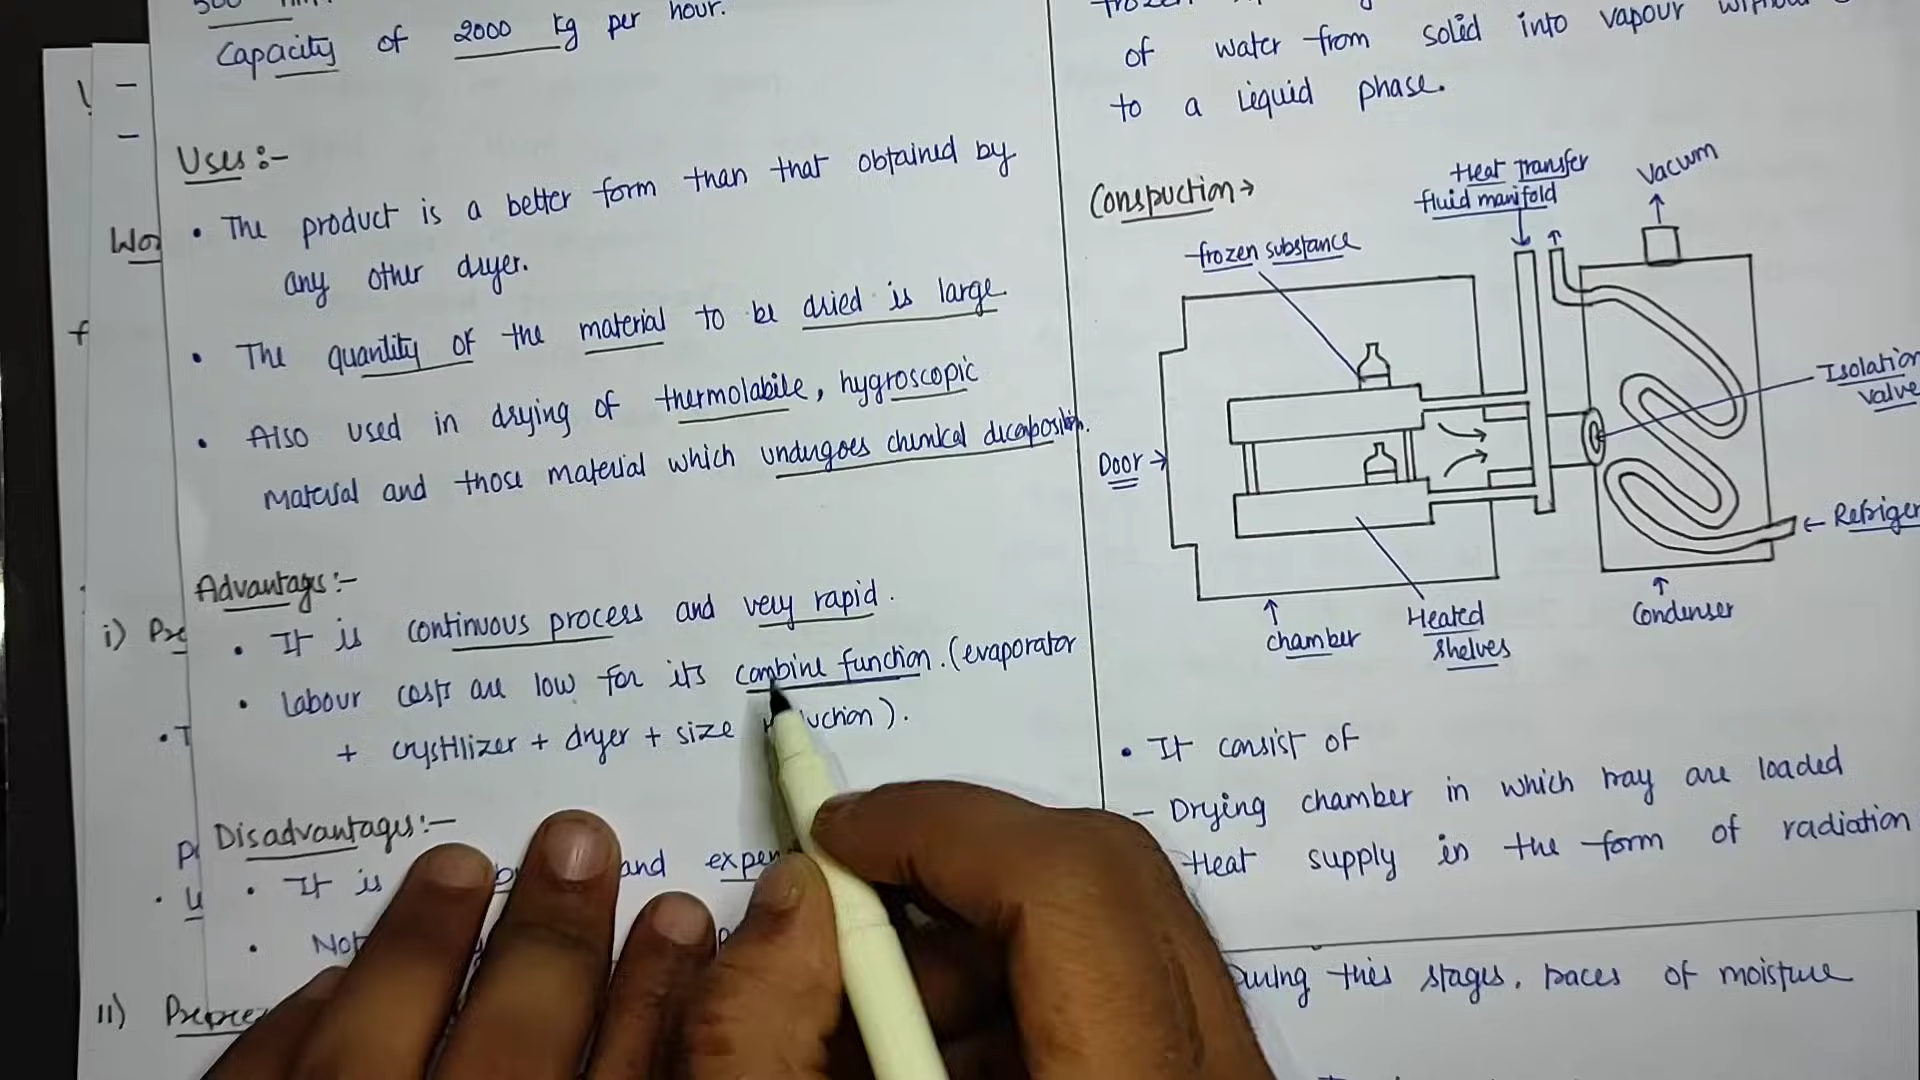 Capacity of 2000 kg per hour.
Uses:-
• The product is a better form than that obtained by
any other dryer.
• The quantity of the material to be dried is large
• Also used in drying of thermolabile, hygroscopic
material and those material which undergoes chemical
Advantages:-
• It is continuous process and very rapid.
• Labour costs are low for its combine function. (evaporator
+ crystllizer + dryer + size
Disadvantages:-
• It is and
•
i)
II)
of water from solid into vapour
to a liquid phase.
Conspuction→
Heat Transfer
fluid manifold
Vacum
frozen substance
Isolation
valve
Door →
← Refriger
chamber
Heated
shelves
Condenser
• It consist of
- Drying chamber in which tray are loaded
Heat supply in the form of radiation
this stages, traces of moisture